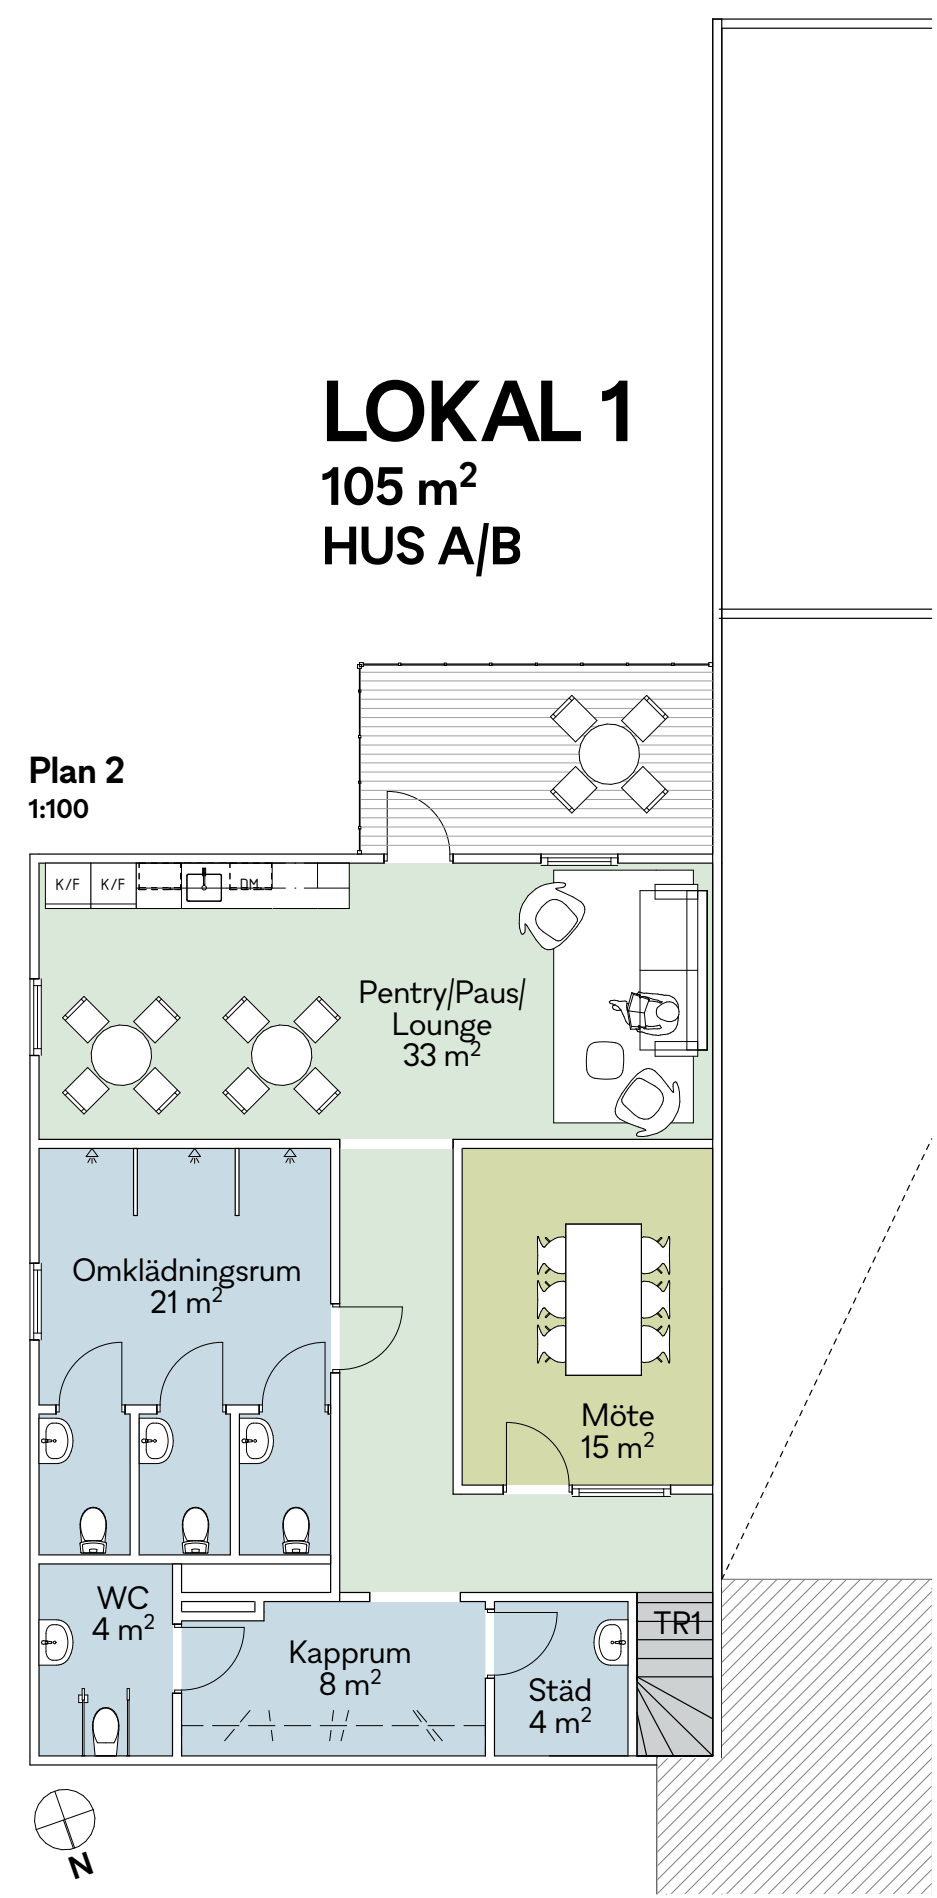 LOKAL 1
105 m²
HUS A/B
Plan 2
1:100
K/F
K/F
DM
Pentry/Paus/
Lounge
33 m²
Omklädningsrum
21 m²
Möte
15 m²
WC
4 m²
Kapprum
8 m²
Städ
4 m²
TR1
N